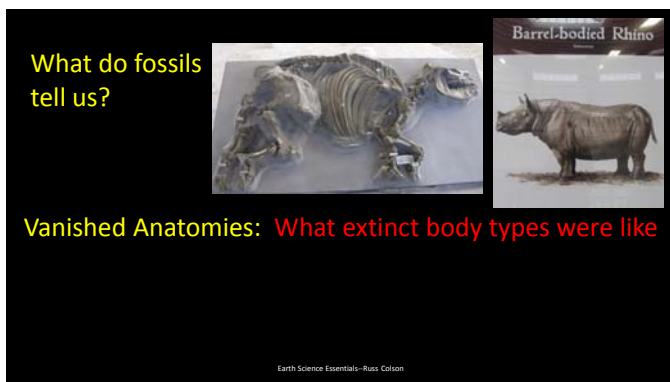 What do fossils
tell us?
Barrel-bodied Rhino
Vanished Anatomies: What extinct body types were like
Earth Science Essentials--Russ Colson